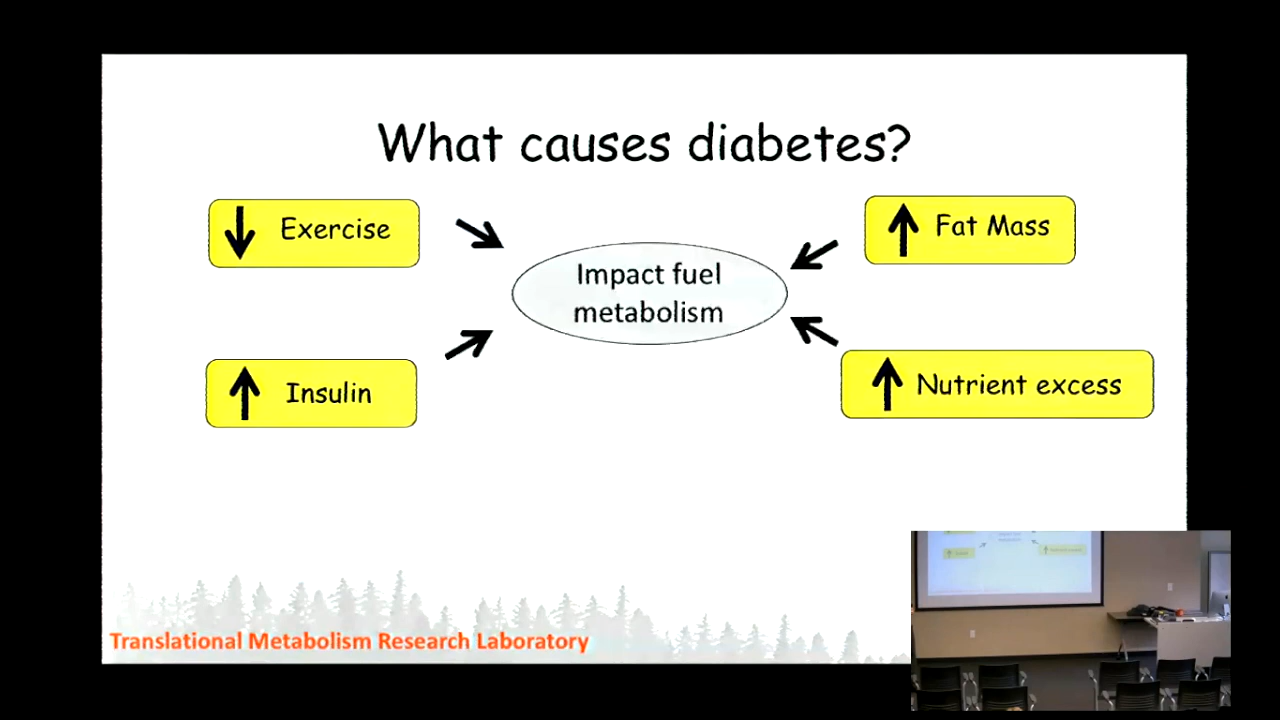 What causes diabetes?
Exercise
Fat Mass
Impact fuel
metabolism
Insulin
Nutrient excess
Translational Metabolism Research Laboratory